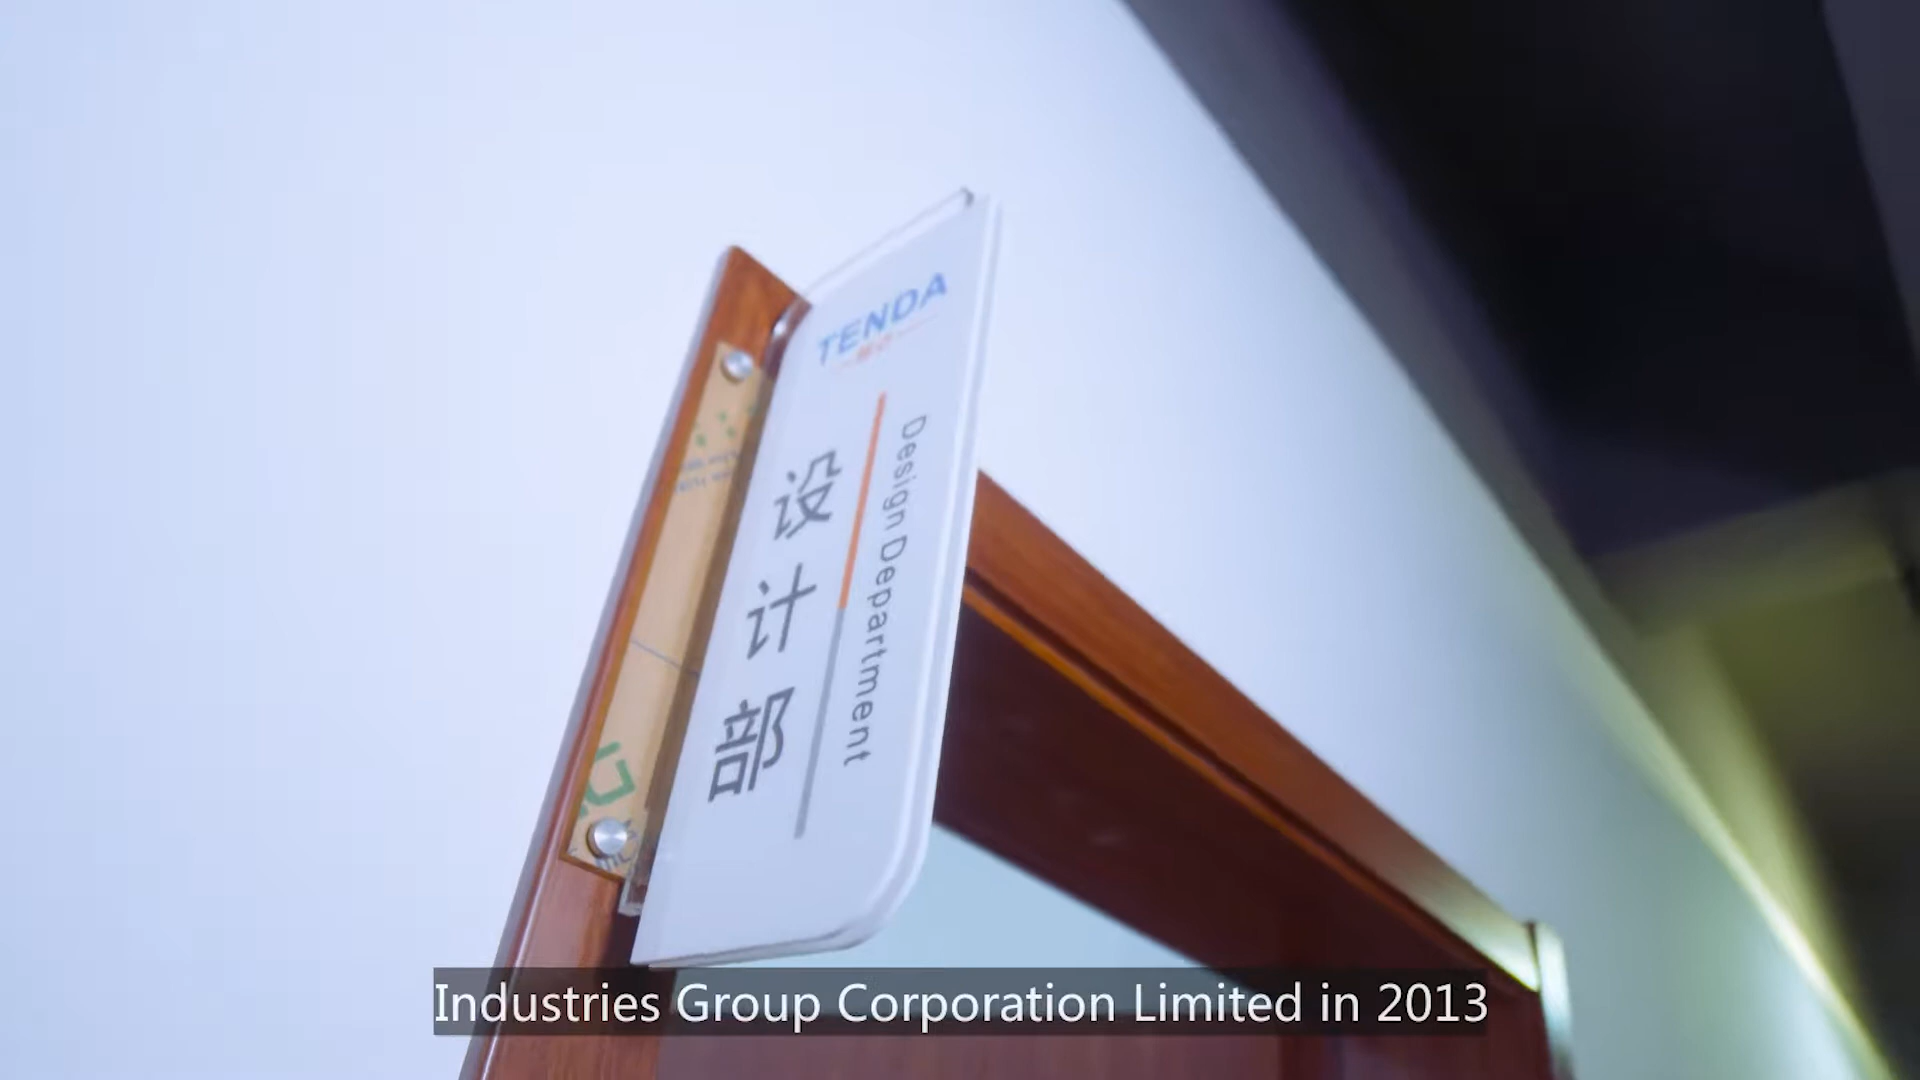 TENDA
设计部
Design Department
Industries Group Corporation Limited in 2013